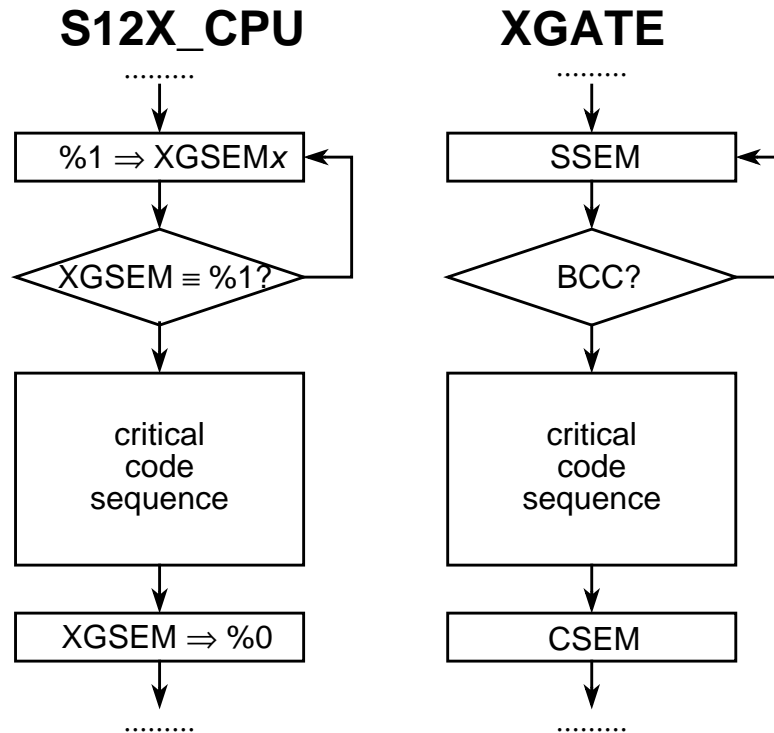 S12X_CPU
.........
%1 ⇒ XGSEMx
XGSEM ≡ %1?
critical
code
sequence
XGSEM ⇒ %0
.........
XGATE
.........
SSEM
BCC?
critical
code
sequence
CSEM
.........